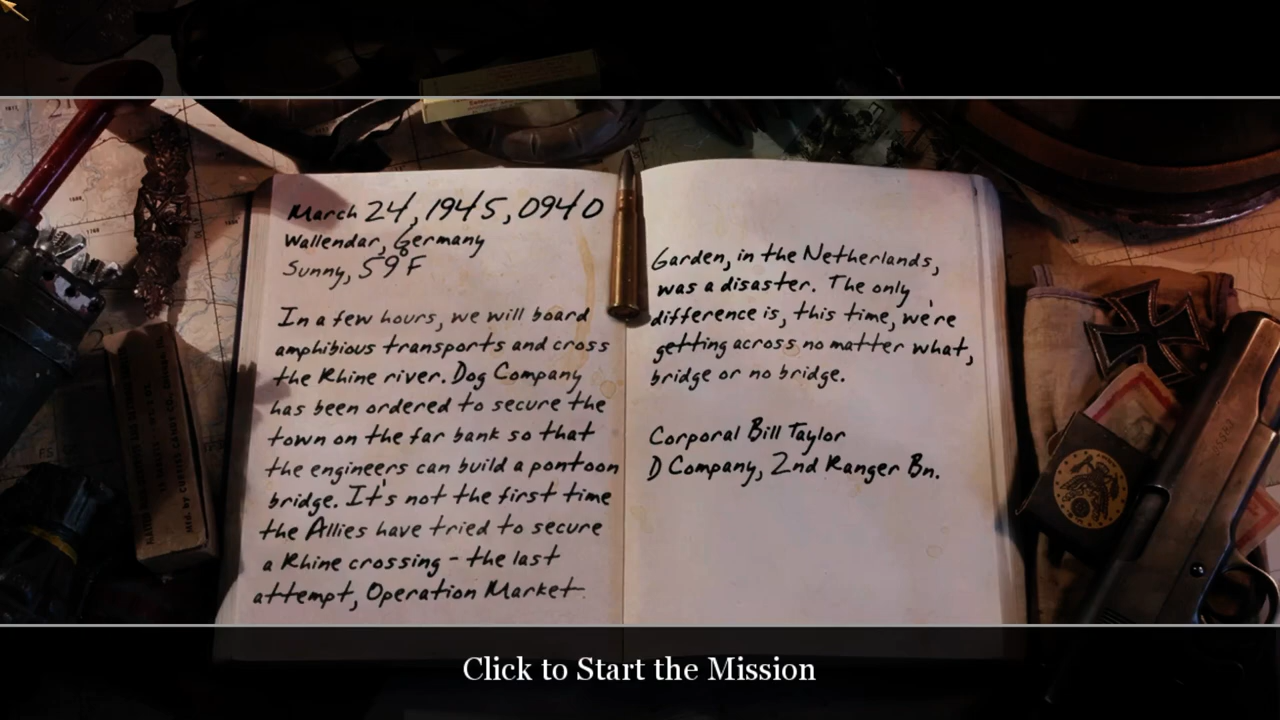 March 24, 1945, 0940
Wallendar, Germany
Sunny, 59°F
In a few hours, we will board
amphibious transports and cross
the Rhine river. Dog Company
has been ordered to secure the
town on the far bank so that
the engineers can build a pontoon
bridge. It's not the first time
the Allies have tried to secure
a Rhine crossing - the last
attempt, Operation Market
Garden, in the Netherlands,
was a disaster. The only
difference is, this time, we're
getting across no matter what,
bridge or no bridge.
Corporal Bill Taylor
D Company, 2nd Ranger Bn.
Click to Start the Mission